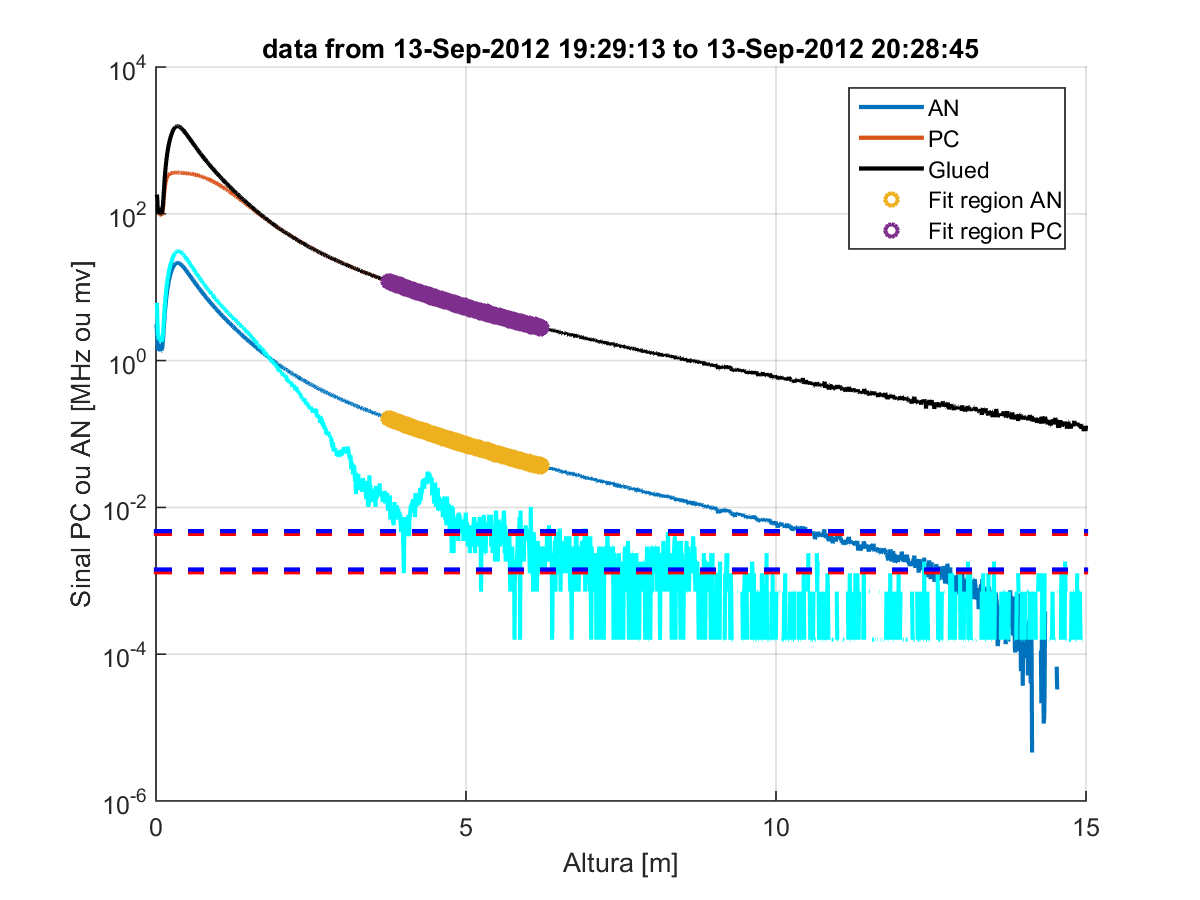 data from 13-Sep-2012 19:29:13 to 13-Sep-2012 20:28:45
AN
PC
Glued
Fit region AN
Fit region PC
Sinal PC ou AN [MHz ou mv]
10^4
10^2
10^0
10^-2
10^-4
10^-6
0
5
10
15
Altura [m]